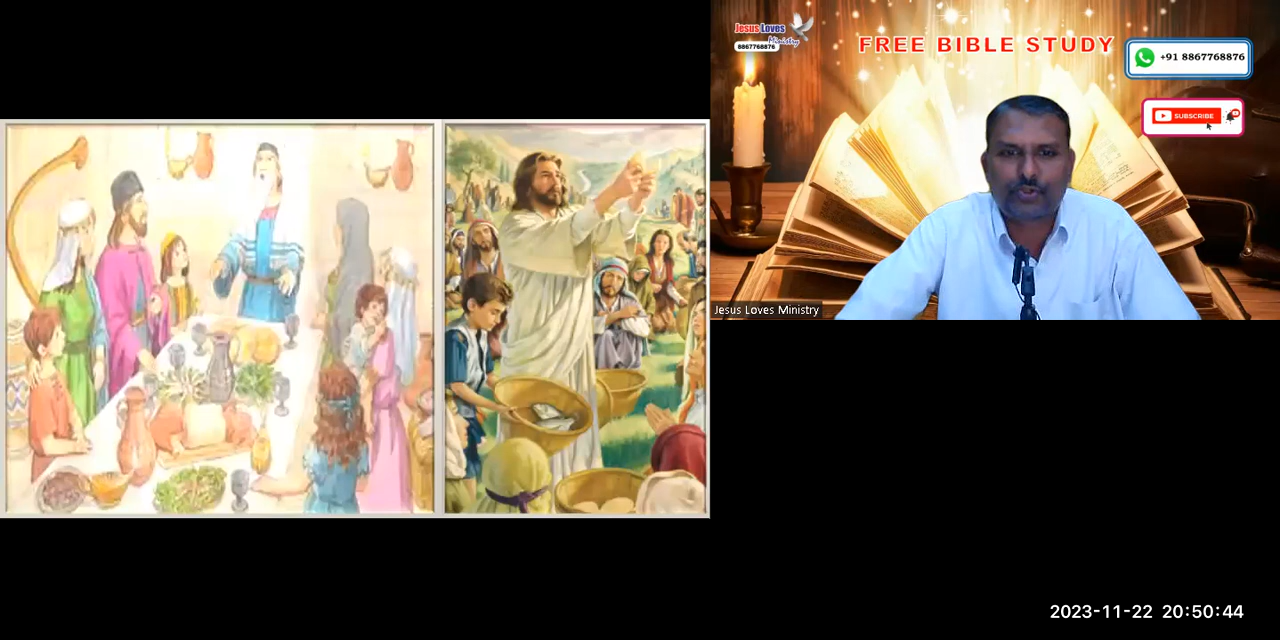 Jesus Loves
Ministry
8867768876
FREE BIBLE STUDY
+91 8867768876
SUBSCRIBE
Jesus Loves Ministry
2023-11-22 20:50:44